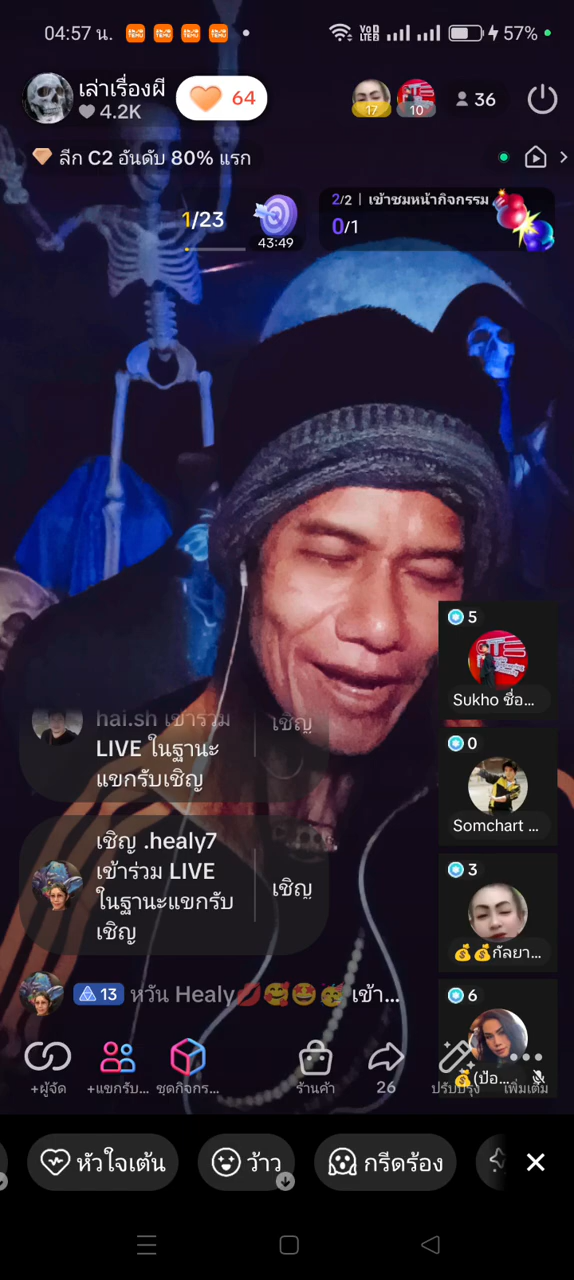 04:57 น.
VoD
LTEB
57%
เล่าเรื่องผี
4.2K
64
17
10
36
ลีก C2 อันดับ 80% แรก
1/23
43:49
2/2 | เข้าชมหน้ากิจกรรม
0/1
5
Sukho ชื่อ...
hai.sh เข้าร่วม
LIVE ในฐานะ
แขกรับเชิญ
เชิญ
0
Somchart ...
เชิญ .healy7
เข้าร่วม LIVE
ในฐานะแขกรับ
เชิญ
เชิญ
3
💰💰กัลยา...
13 หวัน Healy💋🥰🤩🥳 เข้า...
6
💰(ป้อ...
+ผู้จัด
+แขกรับ...
ชุดกิจกร...
ร้านค้า
26
ปรับปรุง
เพิ่มเติม
หัวใจเต้น
ว้าว
กรีดร้อง